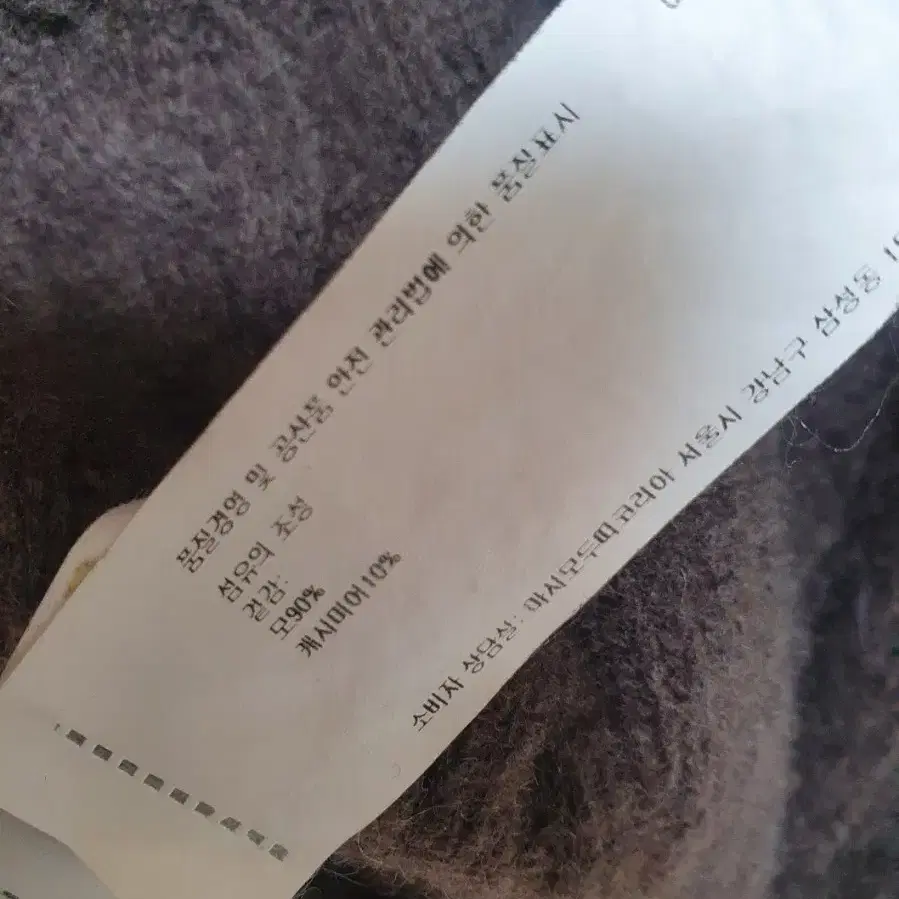 품질경영 및 공산품 안전 관리법에 의한 품질표시
섬유의 조성
겉감:
모90%
캐시미어10%
소비자 상담실: 마시모두띠코리아 서울시 강남구 삼성동